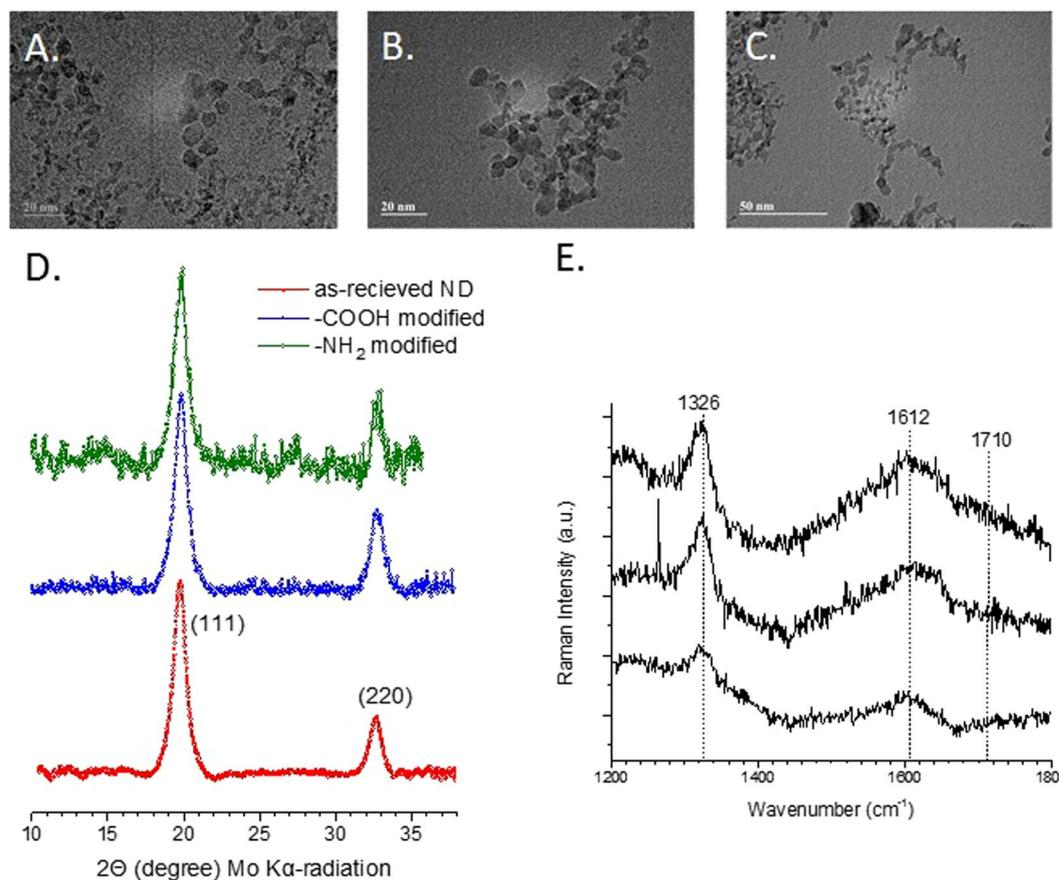 A.
B.
C.
20 nm
20 nm
50 nm
D.
as-recieved ND
-COOH modified
-NH₂ modified
(111)
(220)
10 15 20 25 30 35
2Θ (degree) Mo Kα-radiation
E.
1326
1612
1710
Raman Intensity (a.u.)
1200 1400 1600 180
Wavenumber (cm⁻¹)